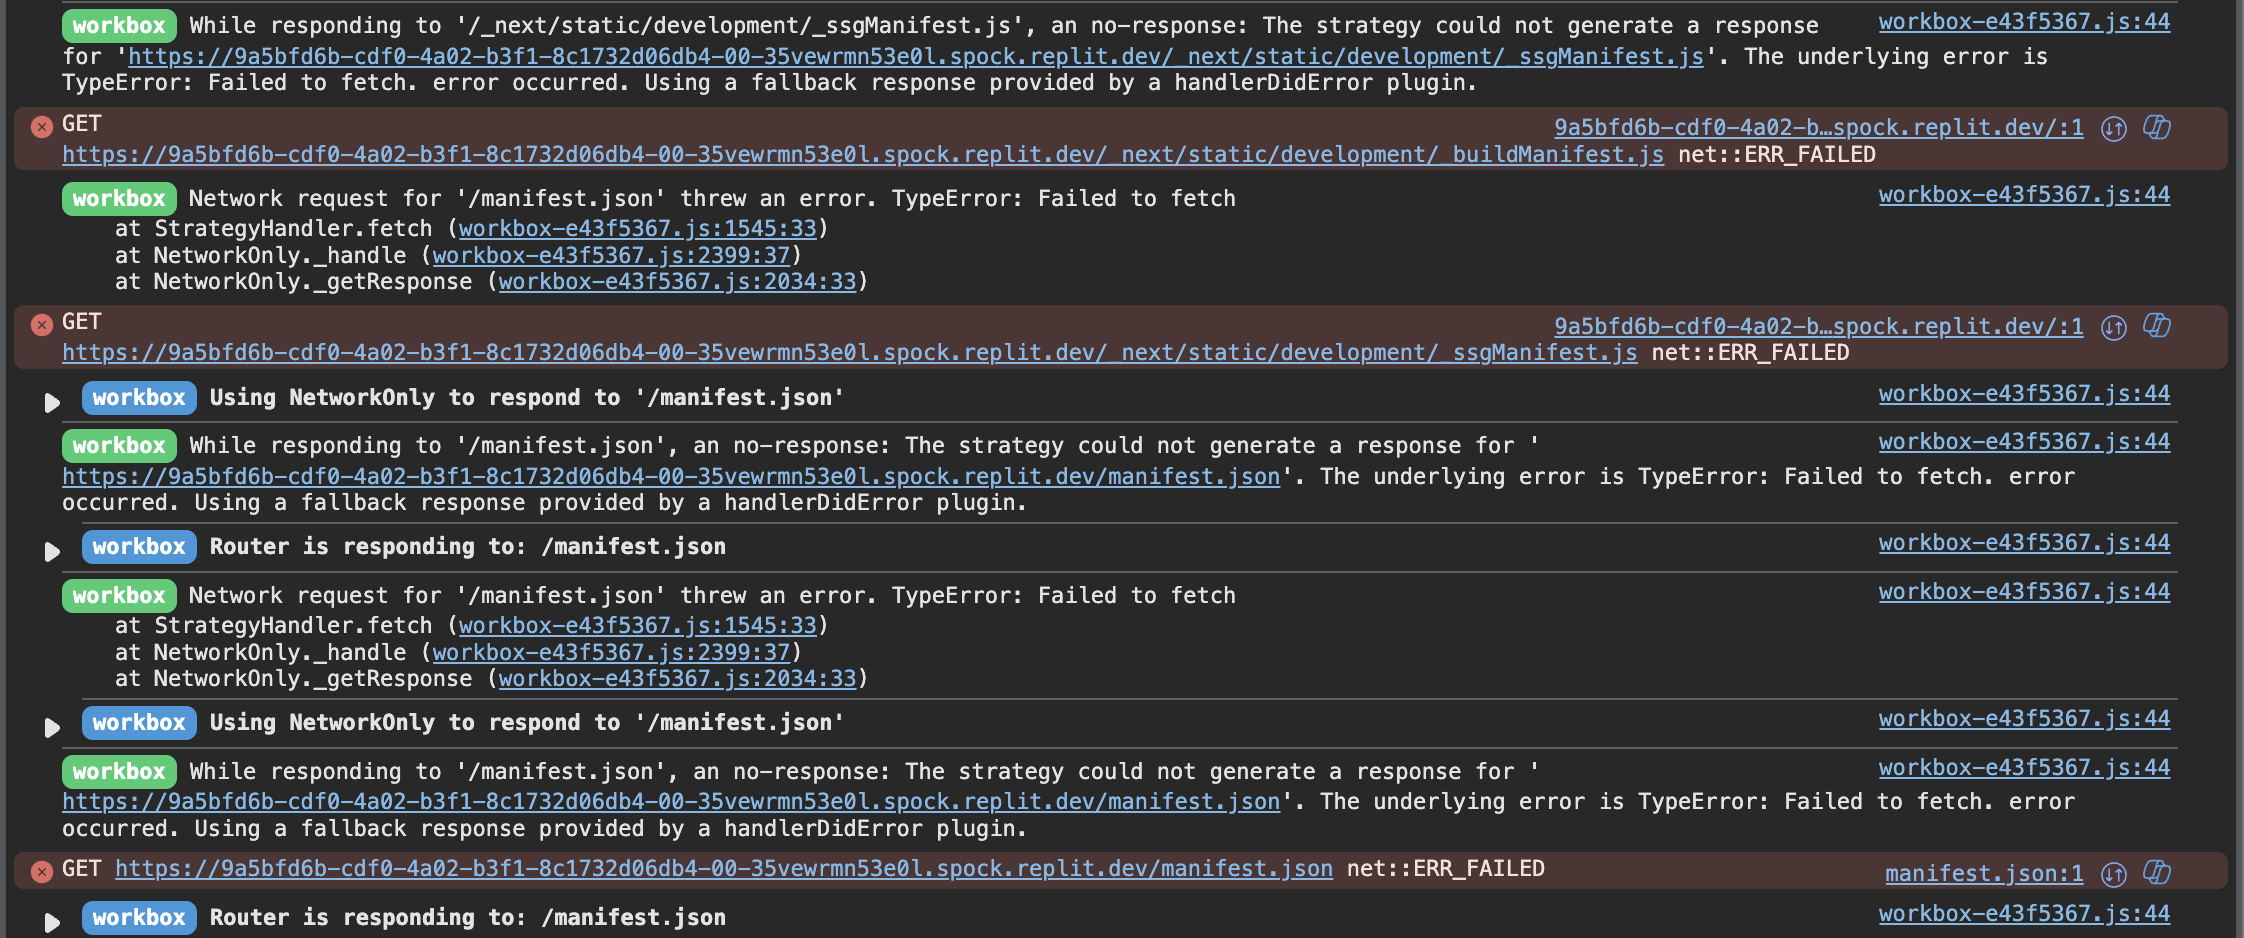 workbox While responding to '/_next/static/development/_ssgManifest.js', an no-response: The strategy could not generate a response workbox-e43f5367.js:44
for 'https://9a5bfd6b-cdf0-4a02-b3f1-8c1732d06db4-00-35vewrmn53e0l.spock.replit.dev/_next/static/development/_ssgManifest.js'. The underlying error is
TypeError: Failed to fetch. error occurred. Using a fallback response provided by a handlerDidError plugin.
GET 9a5bfd6b-cdf0-4a02-b…spock.replit.dev/:1
https://9a5bfd6b-cdf0-4a02-b3f1-8c1732d06db4-00-35vewrmn53e0l.spock.replit.dev/_next/static/development/_buildManifest.js net::ERR_FAILED
workbox Network request for '/manifest.json' threw an error. TypeError: Failed to fetch workbox-e43f5367.js:44
at StrategyHandler.fetch (workbox-e43f5367.js:1545:33)
at NetworkOnly._handle (workbox-e43f5367.js:2399:37)
at NetworkOnly._getResponse (workbox-e43f5367.js:2034:33)
GET 9a5bfd6b-cdf0-4a02-b…spock.replit.dev/:1
https://9a5bfd6b-cdf0-4a02-b3f1-8c1732d06db4-00-35vewrmn53e0l.spock.replit.dev/_next/static/development/_ssgManifest.js net::ERR_FAILED
workbox Using NetworkOnly to respond to '/manifest.json' workbox-e43f5367.js:44
workbox While responding to '/manifest.json', an no-response: The strategy could not generate a response for ' workbox-e43f5367.js:44
https://9a5bfd6b-cdf0-4a02-b3f1-8c1732d06db4-00-35vewrmn53e0l.spock.replit.dev/manifest.json'. The underlying error is TypeError: Failed to fetch. error
occurred. Using a fallback response provided by a handlerDidError plugin.
workbox Router is responding to: /manifest.json workbox-e43f5367.js:44
workbox Network request for '/manifest.json' threw an error. TypeError: Failed to fetch workbox-e43f5367.js:44
at StrategyHandler.fetch (workbox-e43f5367.js:1545:33)
at NetworkOnly._handle (workbox-e43f5367.js:2399:37)
at NetworkOnly._getResponse (workbox-e43f5367.js:2034:33)
workbox Using NetworkOnly to respond to '/manifest.json' workbox-e43f5367.js:44
workbox While responding to '/manifest.json', an no-response: The strategy could not generate a response for ' workbox-e43f5367.js:44
https://9a5bfd6b-cdf0-4a02-b3f1-8c1732d06db4-00-35vewrmn53e0l.spock.replit.dev/manifest.json'. The underlying error is TypeError: Failed to fetch. error
occurred. Using a fallback response provided by a handlerDidError plugin.
GET https://9a5bfd6b-cdf0-4a02-b3f1-8c1732d06db4-00-35vewrmn53e0l.spock.replit.dev/manifest.json net::ERR_FAILED manifest.json:1
workbox Router is responding to: /manifest.json workbox-e43f5367.js:44